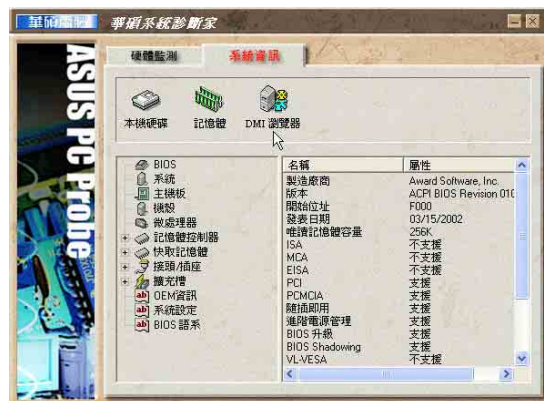 華碩電腦 華碩系統診斷家
ASUS PC Probe
硬體監測 系統資訊
本機硬碟 記憶體 DMI 瀏覽器
BIOS
系統
主機板
機殼
微處理器
記憶體控制器
快取記憶體
接頭/插座
擴充槽
OEM資訊
系統設定
BIOS 語系
名稱 屬性
製造廠商 Award Software, Inc.
版本 ACPI BIOS Revision 010
開始位址 F000
發表日期 03/15/2002
唯讀記憶體容量 256K
ISA 不支援
MCA 不支援
EISA 不支援
PCI 支援
PCMCIA 支援
隨插即用 支援
進階電源管理 支援
BIOS 升級 支援
BIOS Shadowing 支援
VL-VESA 不支援